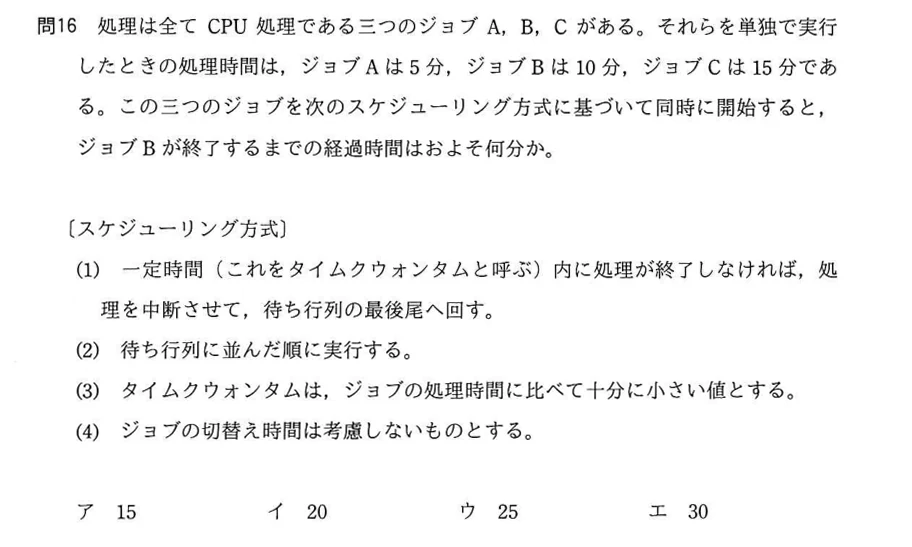 問16 処理は全て CPU 処理である三つのジョブ A，B，C がある。それらを単独で実行
したときの処理時間は，ジョブ A は 5 分，ジョブ B は 10 分，ジョブ C は 15 分であ
る。この三つのジョブを次のスケジューリング方式に基づいて同時に開始すると，
ジョブ B が終了するまでの経過時間はおよそ何分か。
〔スケジューリング方式〕
(1) 一定時間（これをタイムクウォンタムと呼ぶ）内に処理が終了しなければ，処
理を中断させて，待ち行列の最後尾へ回す。
(2) 待ち行列に並んだ順に実行する。
(3) タイムクウォンタムは，ジョブの処理時間に比べて十分に小さい値とする。
(4) ジョブの切替え時間は考慮しないものとする。
ア 15 イ 20 ウ 25 エ 30